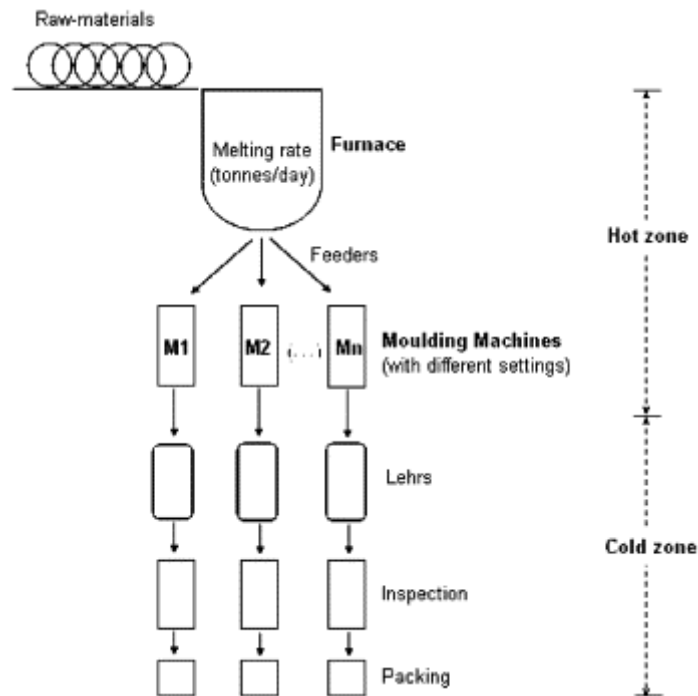 Raw-materials
Melting rate
(tonnes/day)
Furnace
Feeders
Hot zone
M1
M2
(...)
Mn
Moulding Machines
(with different settings)
Lehrs
Cold zone
Inspection
Packing